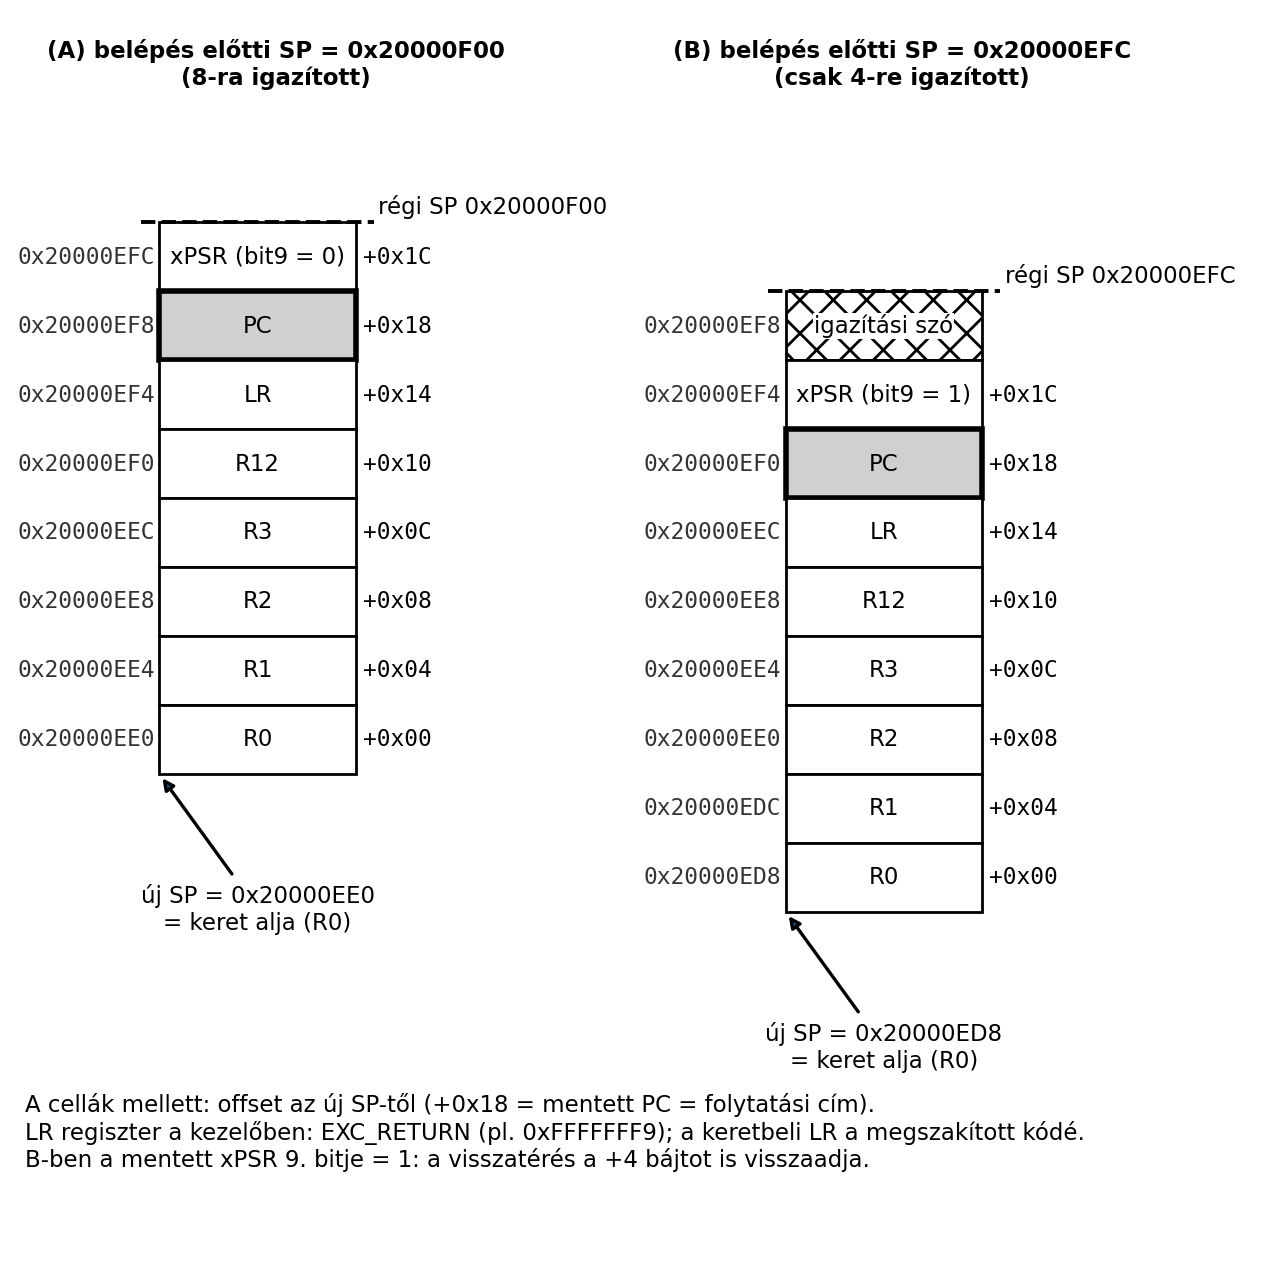 (A) belépés előtti SP = 0x20000F00
(8-ra igazított)
régi SP 0x20000F00
0x20000EFC xPSR (bit9 = 0) +0x1C
0x20000EF8 PC +0x18
0x20000EF4 LR +0x14
0x20000EF0 R12 +0x10
0x20000EEC R3 +0x0C
0x20000EE8 R2 +0x08
0x20000EE4 R1 +0x04
0x20000EE0 R0 +0x00
új SP = 0x20000EE0
= keret alja (R0)
(B) belépés előtti SP = 0x20000EFC
(csak 4-re igazított)
régi SP 0x20000EFC
0x20000EF8 igazítási szó
0x20000EF4 xPSR (bit9 = 1) +0x1C
0x20000EF0 PC +0x18
0x20000EEC LR +0x14
0x20000EE8 R12 +0x10
0x20000EE4 R3 +0x0C
0x20000EE0 R2 +0x08
0x20000EDC R1 +0x04
0x20000ED8 R0 +0x00
új SP = 0x20000ED8
= keret alja (R0)
A cellák mellett: offset az új SP-től (+0x18 = mentett PC = folytatási cím).
LR regiszter a kezelőben: EXC_RETURN (pl. 0xFFFFFFF9); a keretbeli LR a megszakított kódé.
B-ben a mentett xPSR 9. bitje = 1: a visszatérés a +4 bájtot is visszaadja.